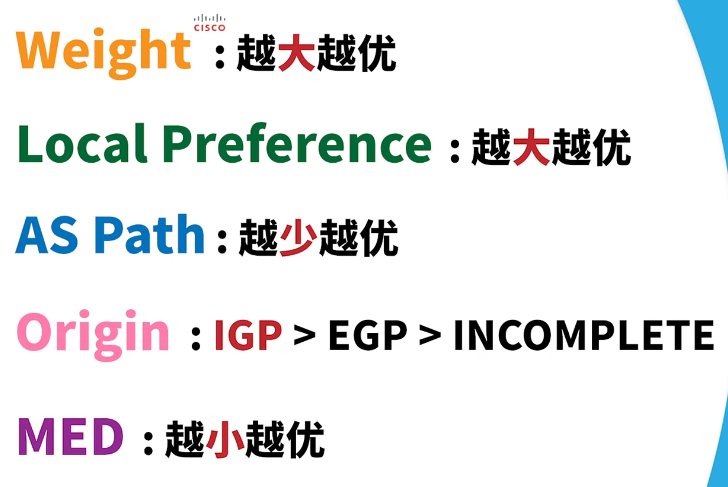 CISCO
Weight : 越大越优
Local Preference : 越大越优
AS Path : 越少越优
Origin : IGP > EGP > INCOMPLETE
MED : 越小越优